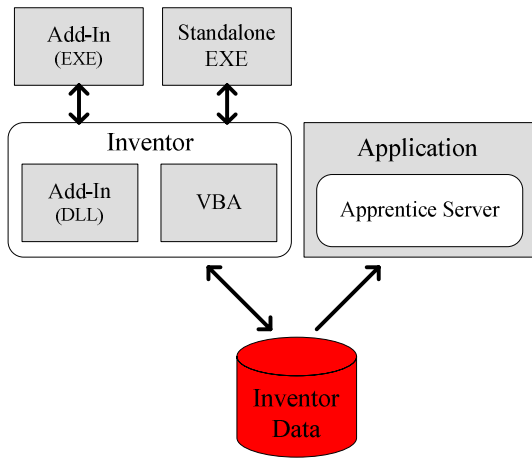 Add-In
(EXE)
Standalone
EXE
Inventor
Add-In
(DLL)
VBA
Application
Apprentice Server
Inventor
Data